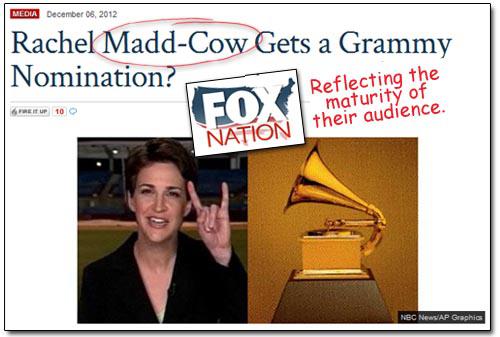 MEDIA December 06, 2012
Rachel Madd-Cow Gets a Grammy
Nomination?
FIRE IT UP 10
FOX
NATION
Reflecting the
maturity of
their audience.
NBC News/AP Graphics